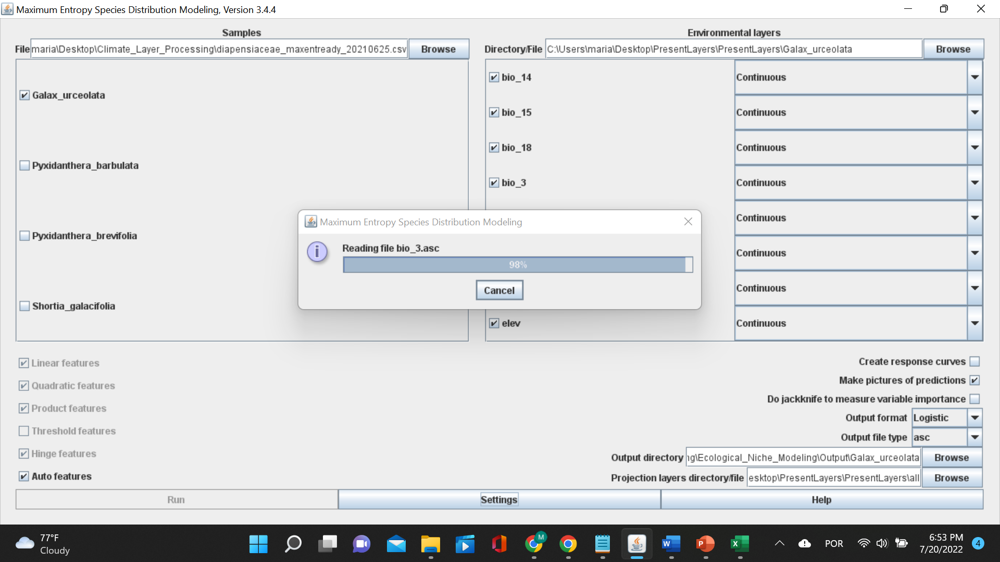 Maximum Entropy Species Distribution Modeling, Version 3.4.4
Samples
File maria\Desktop\Climate_Layer_Processing\diapensiaceae_maxentready_20210625.csv Browse
Galax_urceolata
Pyxidanthera_barbulata
Pyxidanthera_brevifolia
Shortia_galacifolia
Environmental layers
Directory/File C:\Users\maria\Desktop\PresentLayers\PresentLayers\Galax_urceolata Browse
bio_14 Continuous
bio_15 Continuous
bio_18 Continuous
bio_3 Continuous
Continuous
Continuous
Continuous
elev Continuous
Maximum Entropy Species Distribution Modeling
Reading file bio_3.asc
98%
Cancel
Linear features
Quadratic features
Product features
Threshold features
Hinge features
Auto features
Create response curves
Make pictures of predictions
Do jackknife to measure variable importance
Output format Logistic
Output file type asc
Output directory ng\Ecological_Niche_Modeling\Output\Galax_urceolata Browse
Projection layers directory/file esktop\PresentLayers\PresentLayers\all Browse
Run Settings Help
77°F
Cloudy
M
W
P
X
POR
6:53 PM
7/20/2022
4